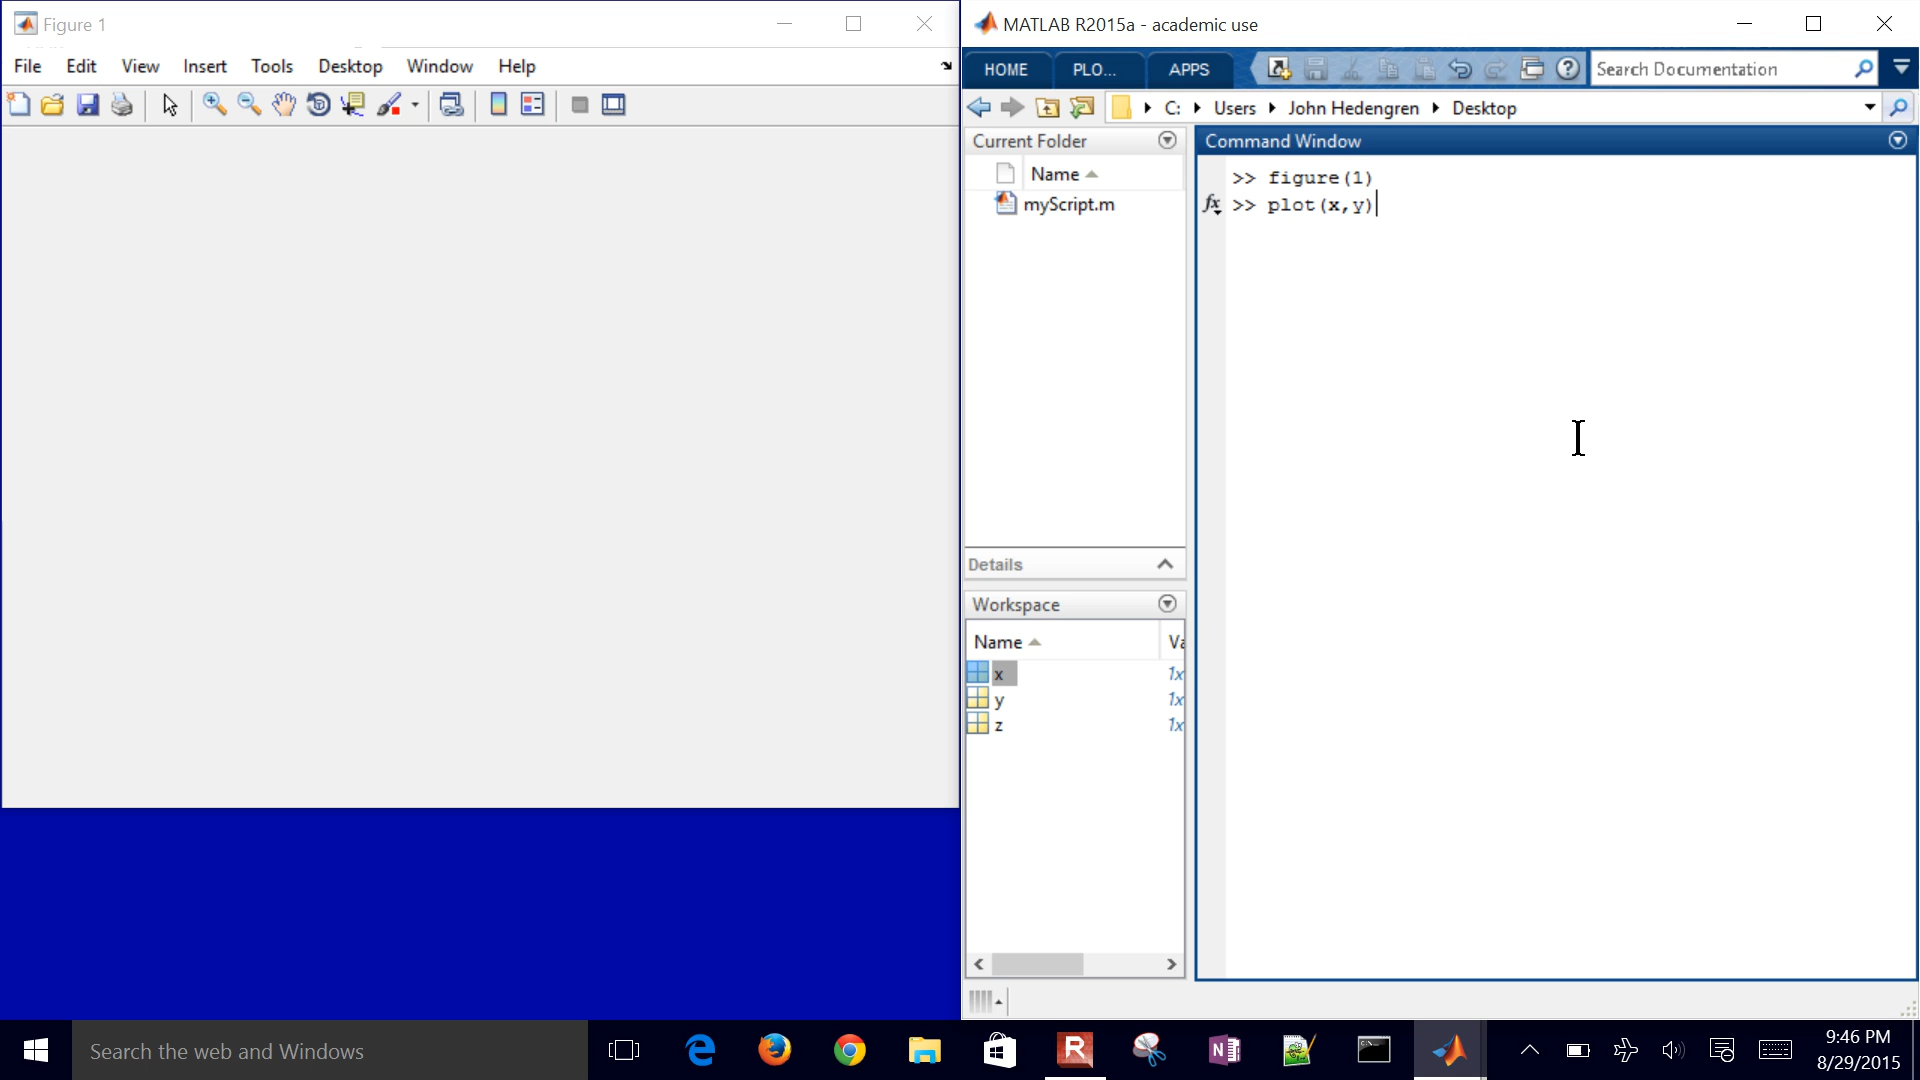 Figure 1
File Edit View Insert Tools Desktop Window Help
MATLAB R2015a - academic use
HOME PLO... APPS
Search Documentation
C: Users John Hedengren Desktop
Current Folder
Name
myScript.m
Details
Workspace
Name Va
x 1x
y 1x
z 1x
Command Window
>> figure(1)
fx >> plot(x,y)
Search the web and Windows
9:46 PM
8/29/2015